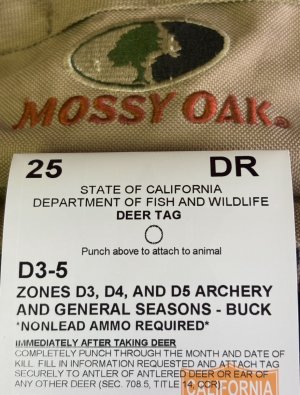 MOSSY OAK®
25 DR
STATE OF CALIFORNIA
DEPARTMENT OF FISH AND WILDLIFE
DEER TAG
Punch above to attach to animal
D3-5
ZONES D3, D4, AND D5 ARCHERY
AND GENERAL SEASONS - BUCK
*NONLEAD AMMO REQUIRED*
IMMEDIATELY AFTER TAKING DEER
COMPLETELY PUNCH THROUGH THE MONTH AND DATE OF
KILL. FILL IN INFORMATION REQUESTED AND ATTACH TAG
SECURELY TO ANTLER OF ANTLERED DEER OR EAR OF
ANY OTHER DEER (SEC. 708.5, TITLE 14, CCR)
CALIFORNIA